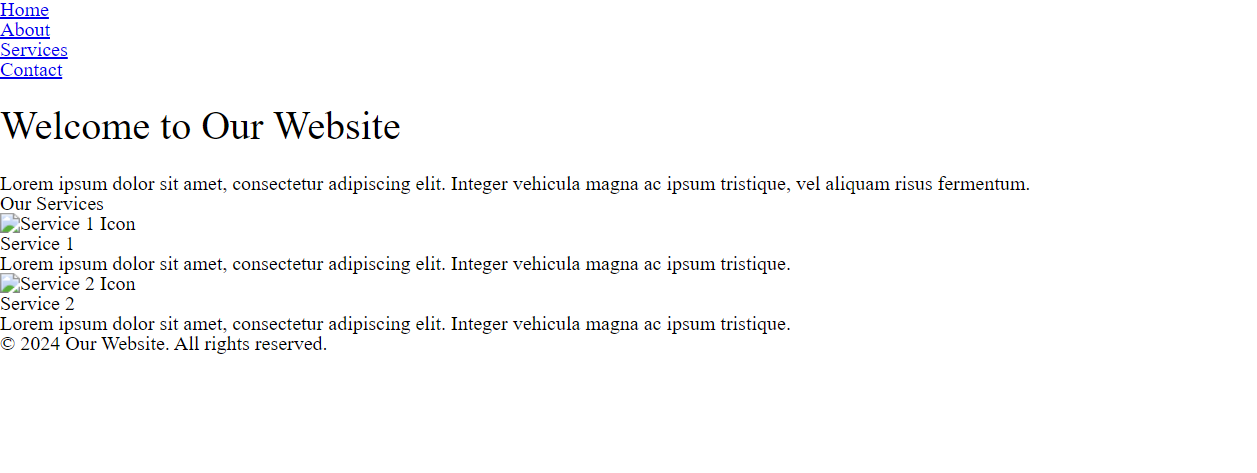 Home
About
Services
Contact
Welcome to Our Website
Lorem ipsum dolor sit amet, consectetur adipiscing elit. Integer vehicula magna ac ipsum tristique, vel aliquam risus fermentum.
Our Services
Service 1 Icon
Service 1
Lorem ipsum dolor sit amet, consectetur adipiscing elit. Integer vehicula magna ac ipsum tristique.
Service 2 Icon
Service 2
Lorem ipsum dolor sit amet, consectetur adipiscing elit. Integer vehicula magna ac ipsum tristique.
© 2024 Our Website. All rights reserved.